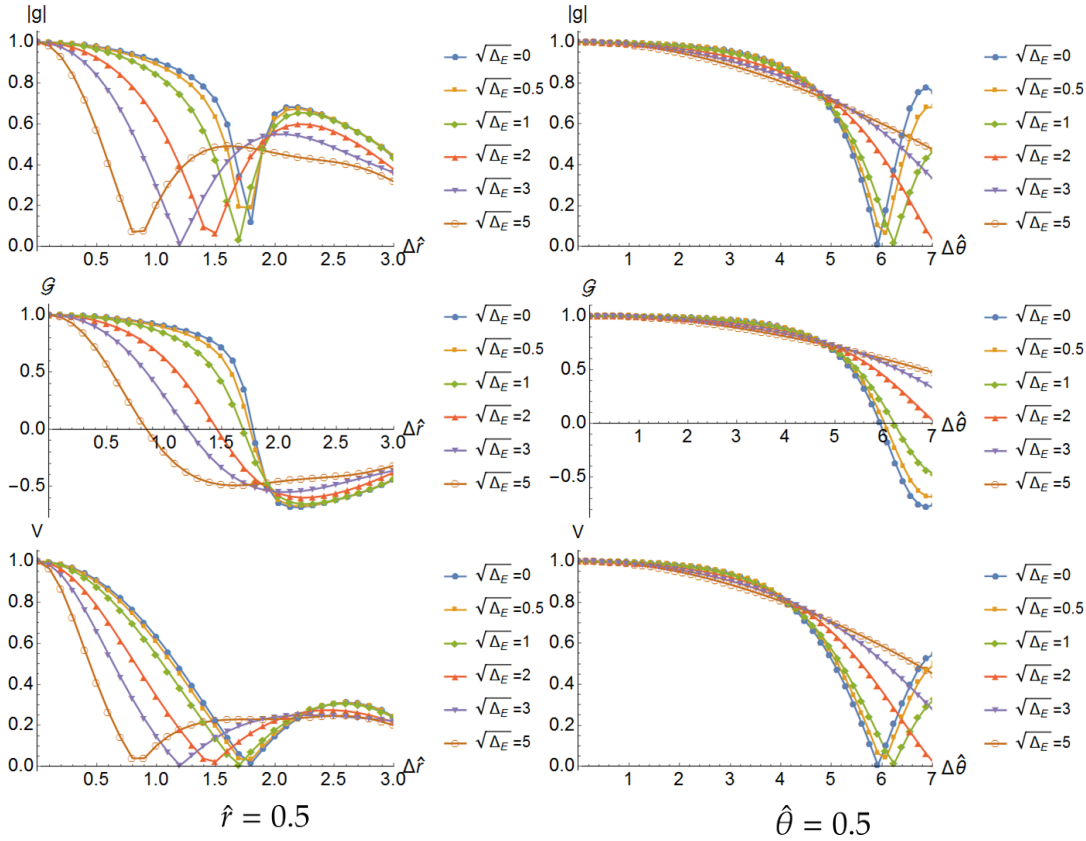 |g|
1.0
0.8
0.6
0.4
0.2
0.0
0.5 1.0 1.5 2.0 2.5 3.0
Δr̂
√Δ_E =0
√Δ_E =0.5
√Δ_E =1
√Δ_E =2
√Δ_E =3
√Δ_E =5
|g|
1.0
0.8
0.6
0.4
0.2
0.0
1 2 3 4 5 6 7
Δθ̂
√Δ_E =0
√Δ_E =0.5
√Δ_E =1
√Δ_E =2
√Δ_E =3
√Δ_E =5
𝒢
1.0
0.5
0.0
-0.5
0.5 1.0 1.5 2.0 2.5 3.0
Δr̂
√Δ_E =0
√Δ_E =0.5
√Δ_E =1
√Δ_E =2
√Δ_E =3
√Δ_E =5
𝒢
1.0
0.5
0.0
-0.5
1 2 3 4 5 6 7
Δθ̂
√Δ_E =0
√Δ_E =0.5
√Δ_E =1
√Δ_E =2
√Δ_E =3
√Δ_E =5
V
1.0
0.8
0.6
0.4
0.2
0.0
0.5 1.0 1.5 2.0 2.5 3.0
Δr̂
√Δ_E =0
√Δ_E =0.5
√Δ_E =1
√Δ_E =2
√Δ_E =3
√Δ_E =5
r̂ = 0.5
V
1.0
0.8
0.6
0.4
0.2
0.0
1 2 3 4 5 6 7
Δθ̂
√Δ_E =0
√Δ_E =0.5
√Δ_E =1
√Δ_E =2
√Δ_E =3
√Δ_E =5
θ̂ = 0.5